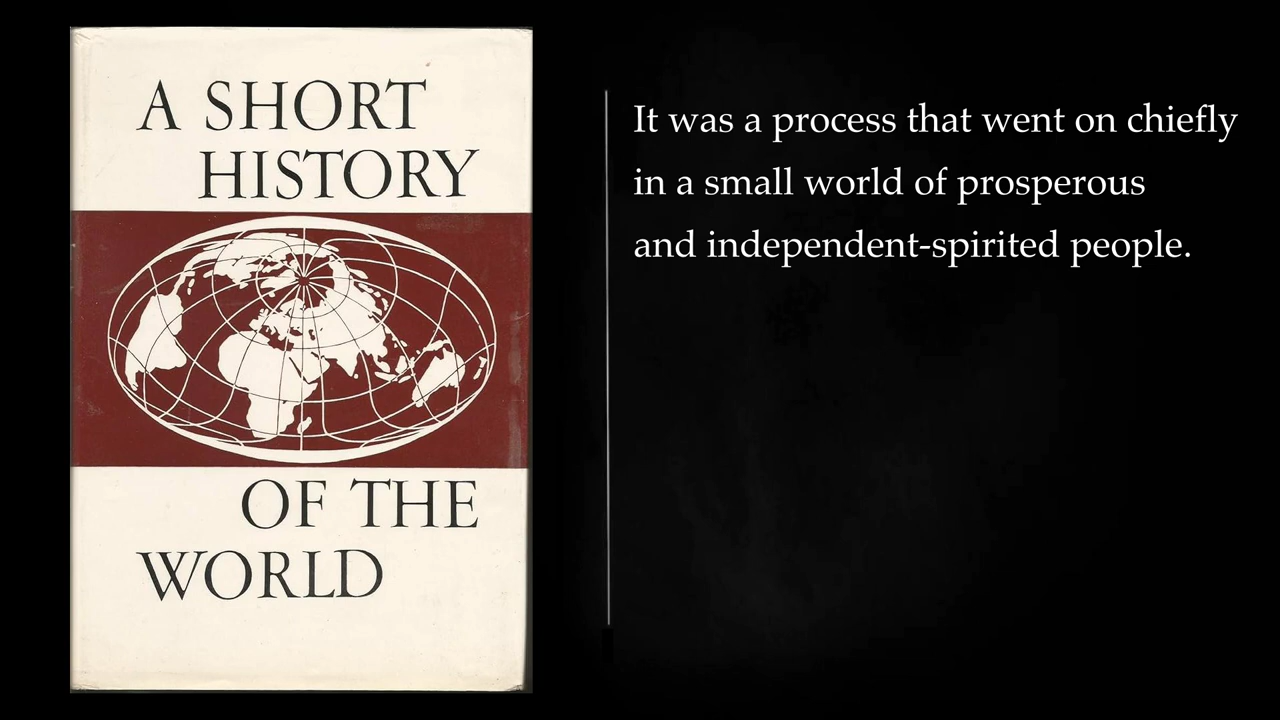 A SHORT
HISTORY
OF THE
WORLD
It was a process that went on chiefly
in a small world of prosperous
and independent-spirited people.